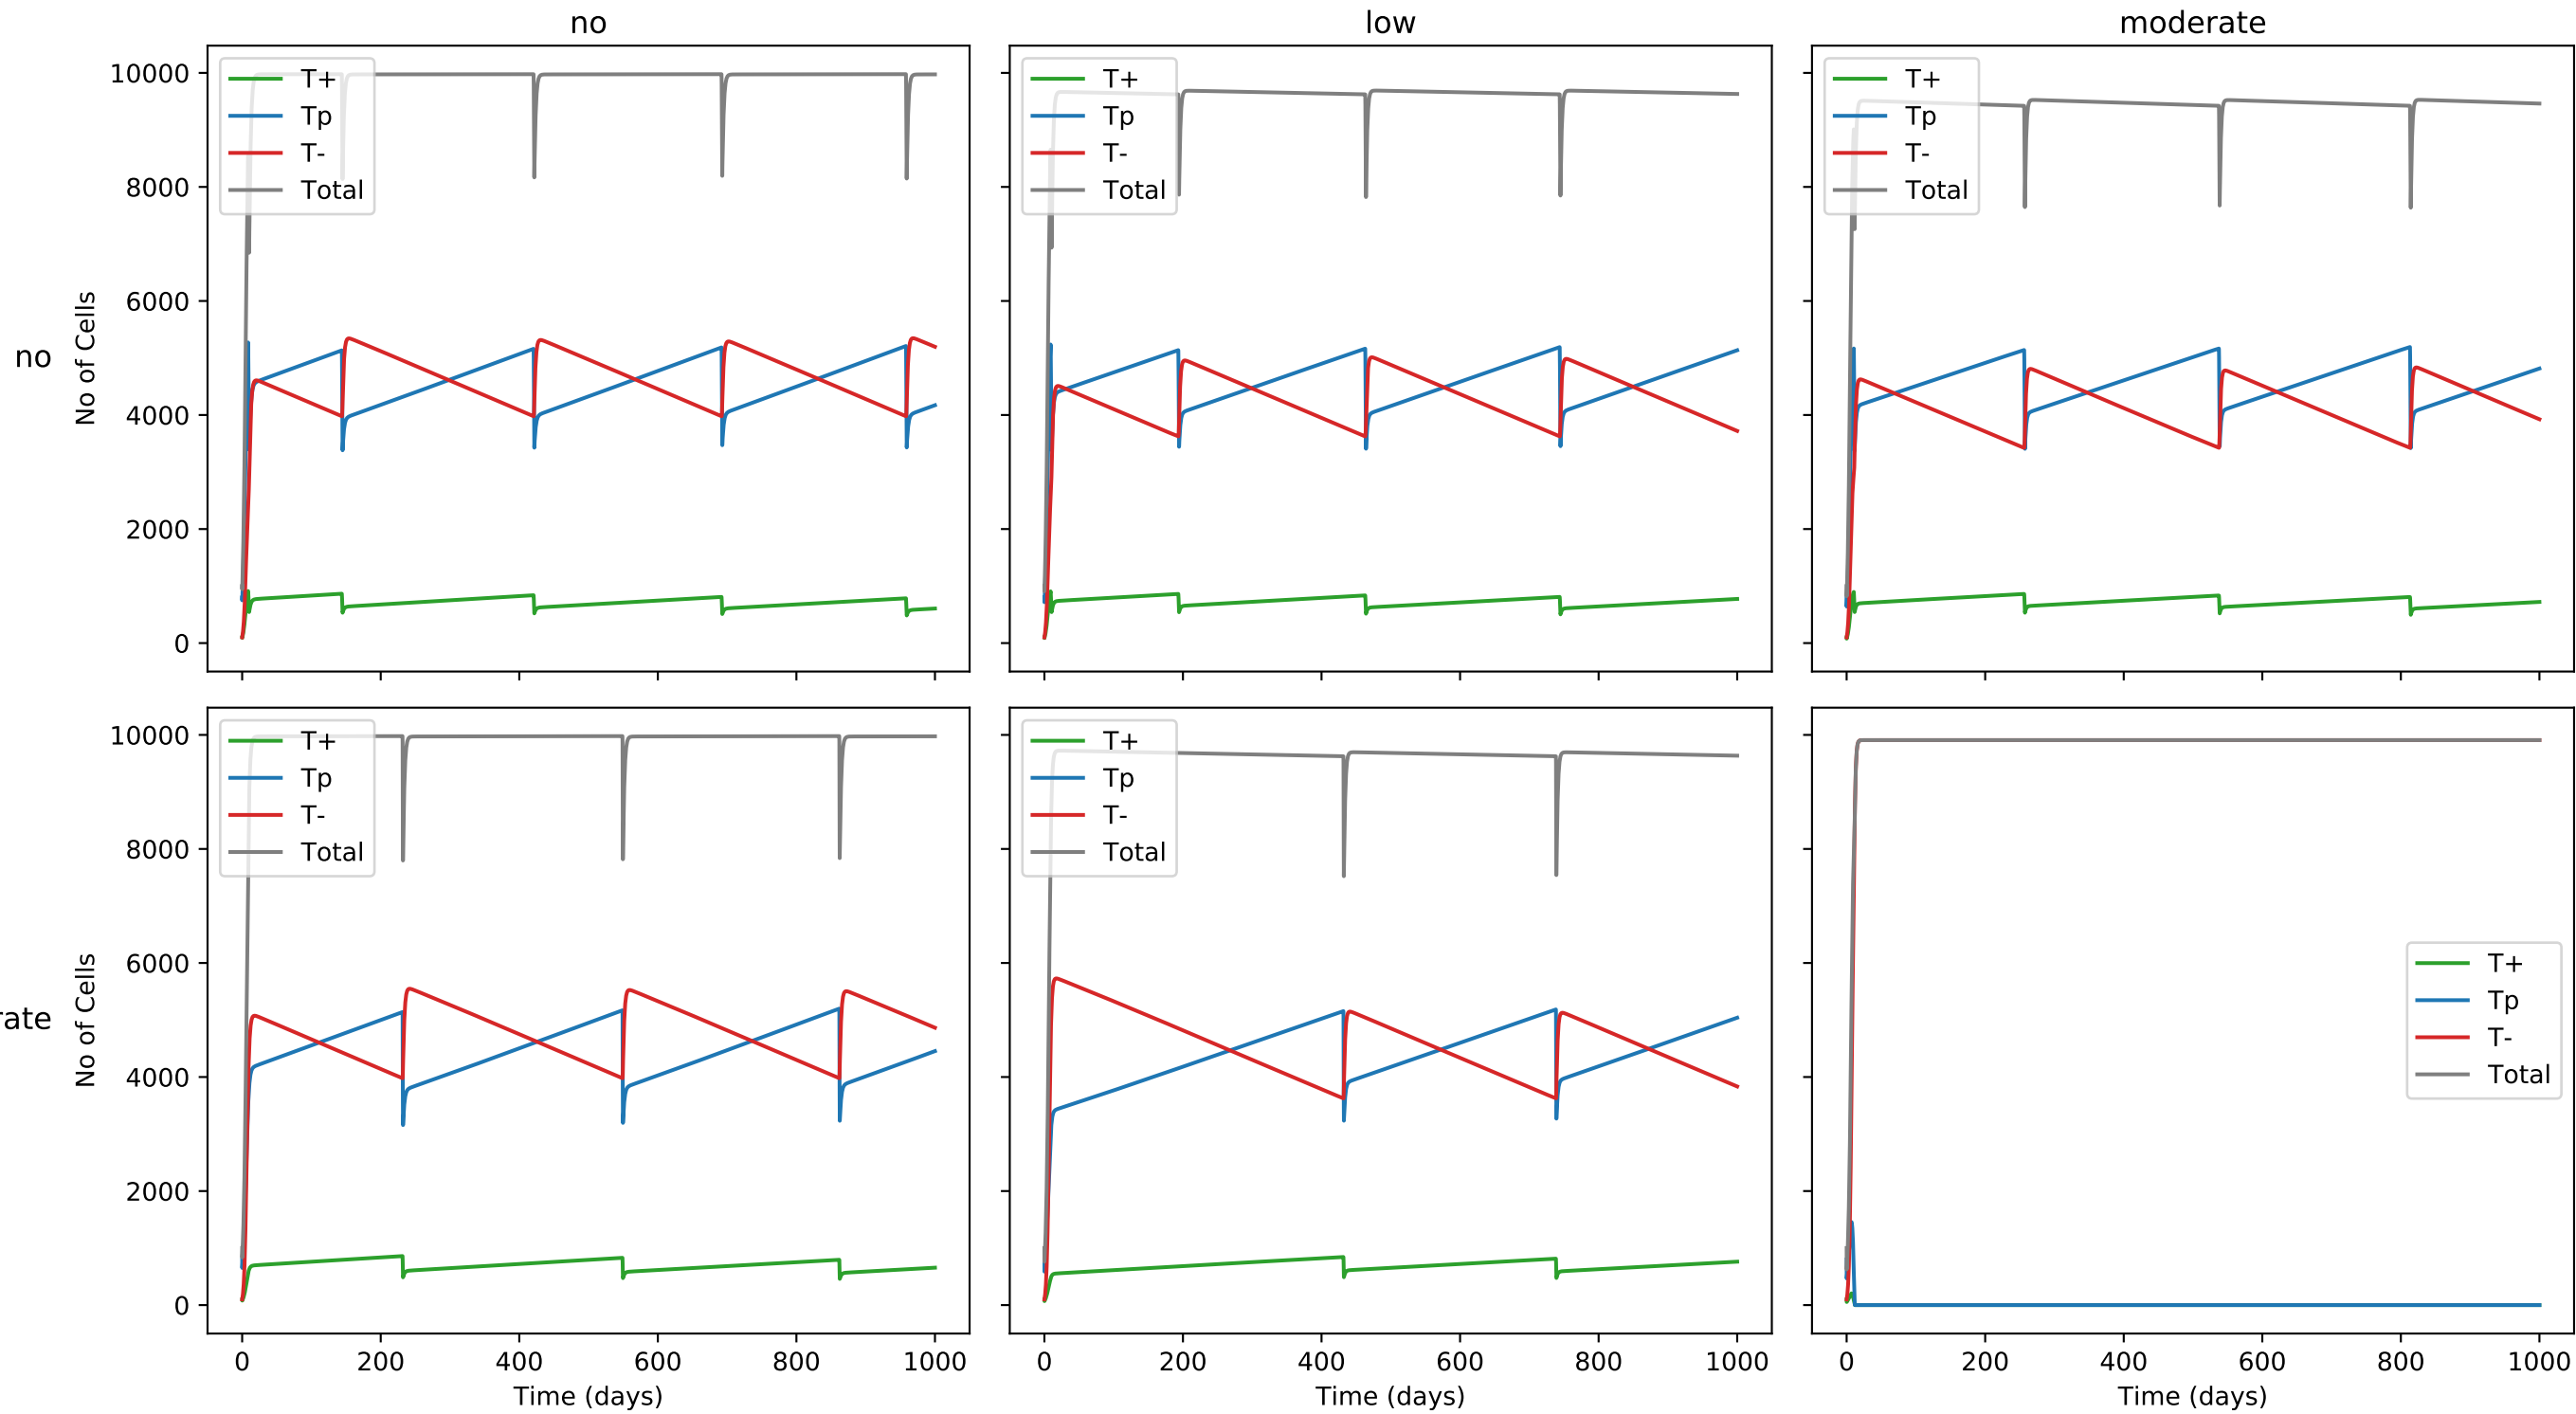 no low moderate
10000
8000
6000
4000
2000
0
No of Cells
no
T+
Tp
T-
Total
T+
Tp
T-
Total
T+
Tp
T-
Total
10000
8000
6000
4000
2000
0
No of Cells
rate
T+
Tp
T-
Total
T+
Tp
T-
Total
T+
Tp
T-
Total
0 200 400 600 800 1000
0 200 400 600 800 1000
0 200 400 600 800 1000
Time (days)
Time (days)
Time (days)